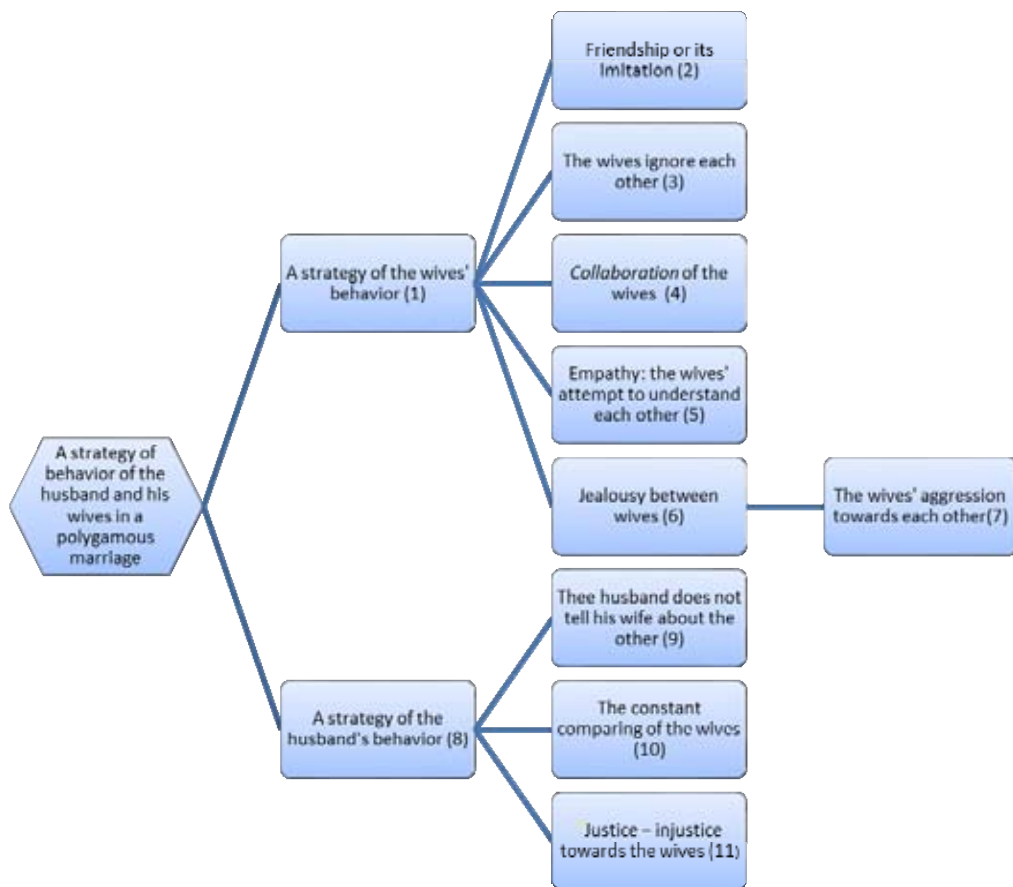 Friendship or its
imitation (2)
The wives ignore each
other (3)
A strategy of the wives'
behavior (1)
Collaboration of the
wives (4)
Empathy: the wives'
attempt to understand
each other (5)
A strategy of
behavior of the
husband and his
wives in a
polygamous
marriage
Jealousy between
wives (6)
The wives' aggression
towards each other(7)
Thee husband does not
tell his wife about the
other (9)
A strategy of the
husband's behavior (8)
The constant
comparing of the wives
(10)
Justice – injustice
towards the wives (11)